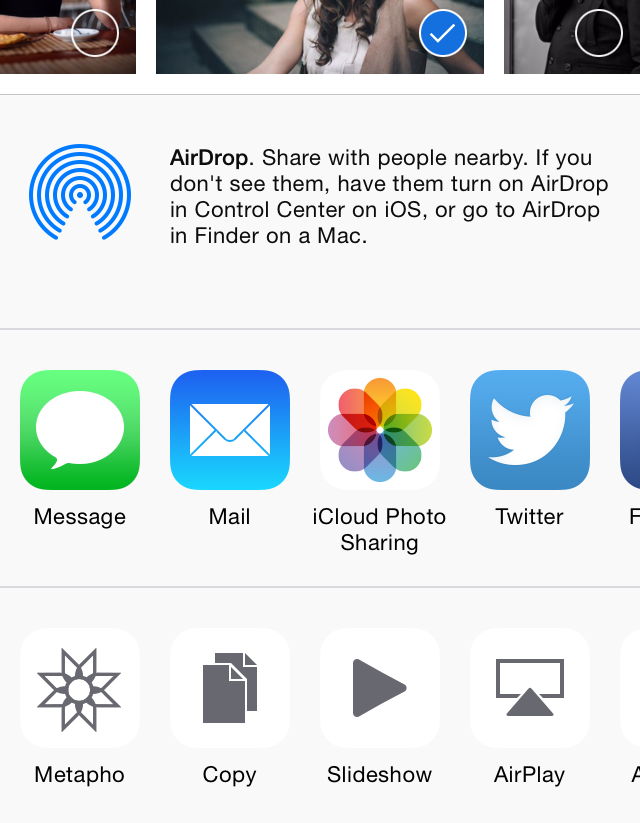 AirDrop. Share with people nearby. If you
don't see them, have them turn on AirDrop
in Control Center on iOS, or go to AirDrop
in Finder on a Mac.
Message
Mail
iCloud Photo
Sharing
Twitter
F
Metapho
Copy
Slideshow
AirPlay
A